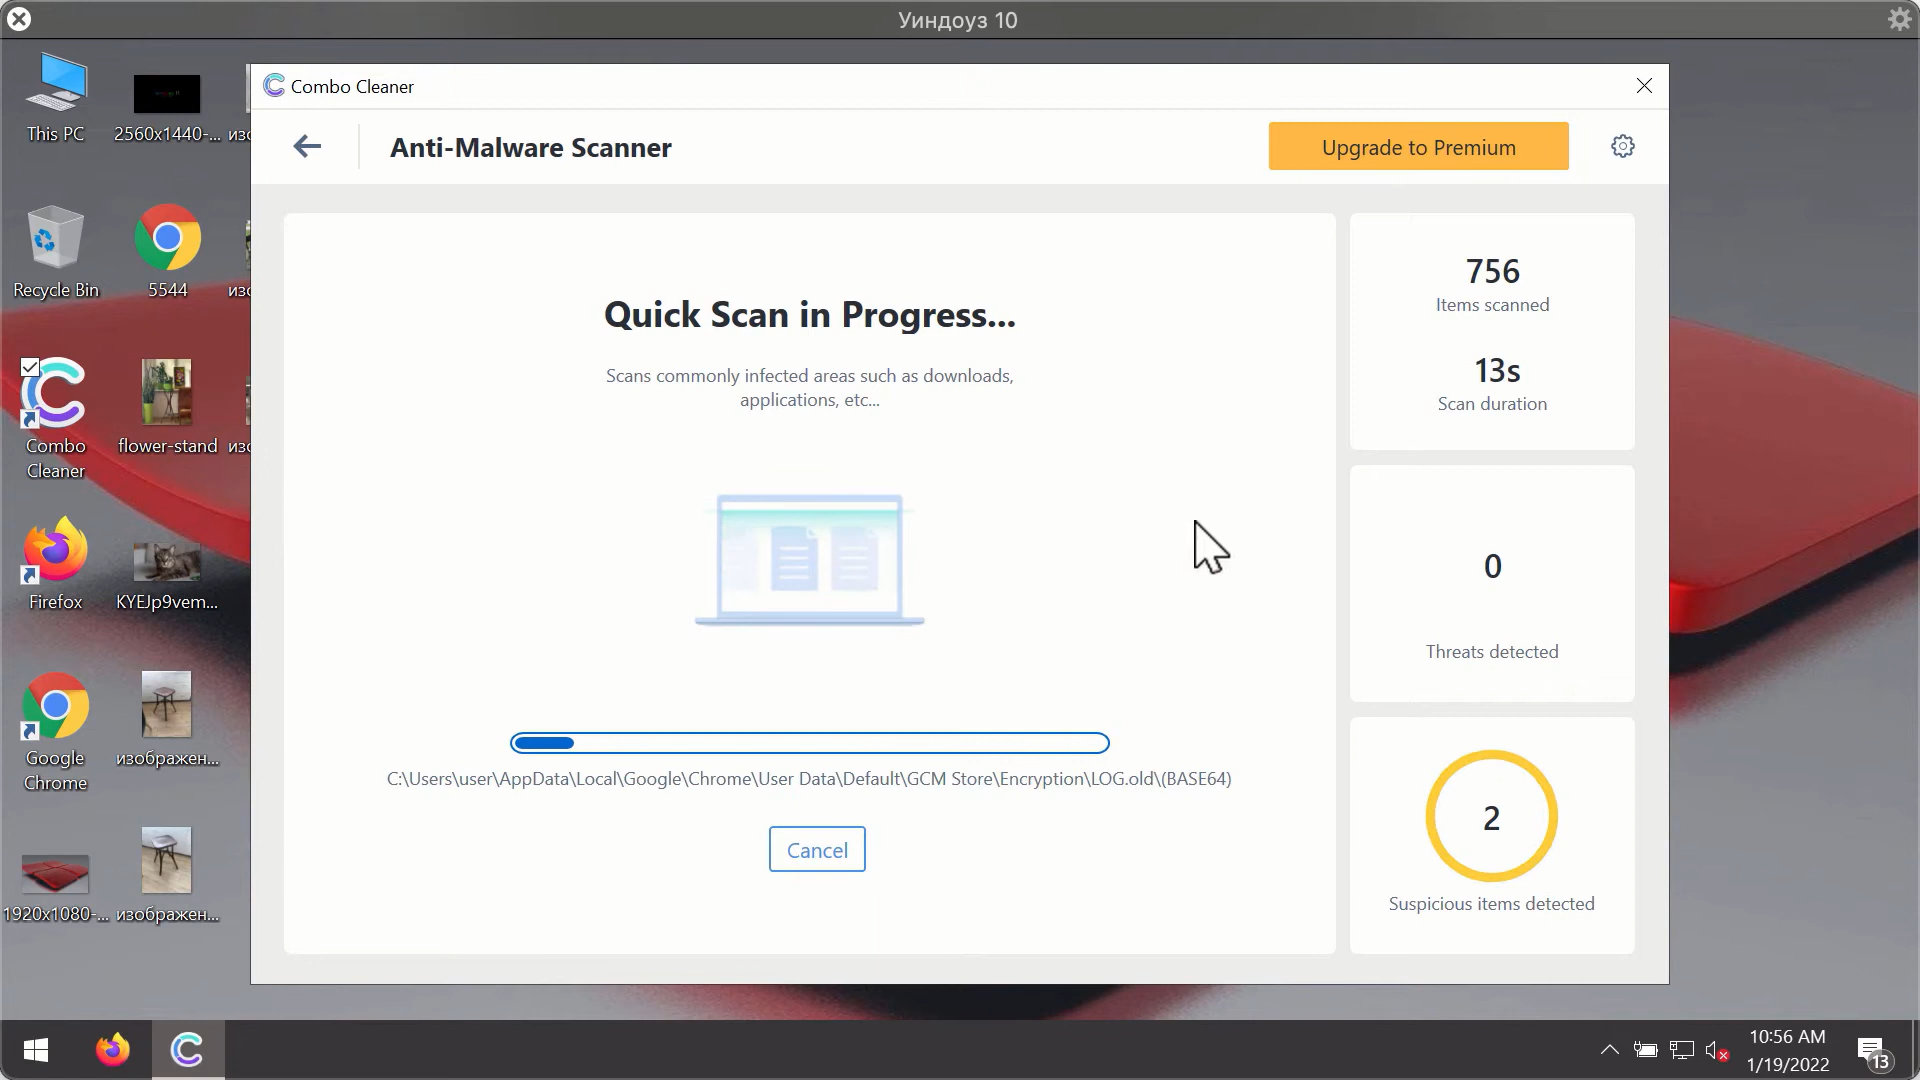 Уиндоуз 10
This PC
2560x1440-...
изо
Recycle Bin
5544
изо
Combo
Cleaner
flower-stand
изо
Firefox
KYEJp9vem...
Google
Chrome
изображен...
1920x1080-...
изображен...
Combo Cleaner
Anti-Malware Scanner
Upgrade to Premium
Quick Scan in Progress...
Scans commonly infected areas such as downloads,
applications, etc...
C:\Users\user\AppData\Local\Google\Chrome\User Data\Default\GCM Store\Encryption\LOG.old\(BASE64)
Cancel
756
Items scanned
13s
Scan duration
0
Threats detected
2
Suspicious items detected
10:56 AM
1/19/2022
13